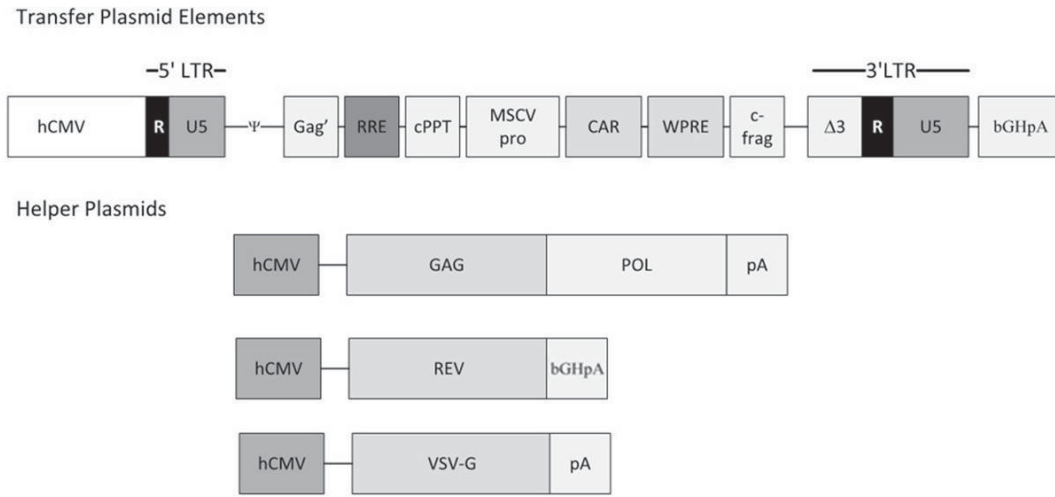 Transfer Plasmid Elements
5' LTR
3'LTR
hCMV
R
U5
Ψ
Gag’
RRE
cPPT
MSCV
pro
CAR
WPRE
c-
frag
Δ3
R
U5
bGHpA
Helper Plasmids
hCMV
GAG
POL
pA
hCMV
REV
bGHpA
hCMV
VSV-G
pA